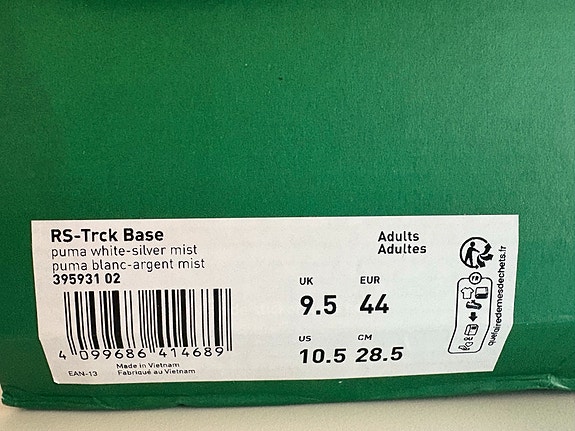 RS-Trck Base
puma white-silver mist
puma blanc-argent mist
395931 02
Adults
Adultes
UK EUR
9.5 44
US CM
10.5 28.5
4 099686 414689
EAN-13
Made in Vietnam
Fabriqué au Vietnam
FR
quefairedemesdechets.fr